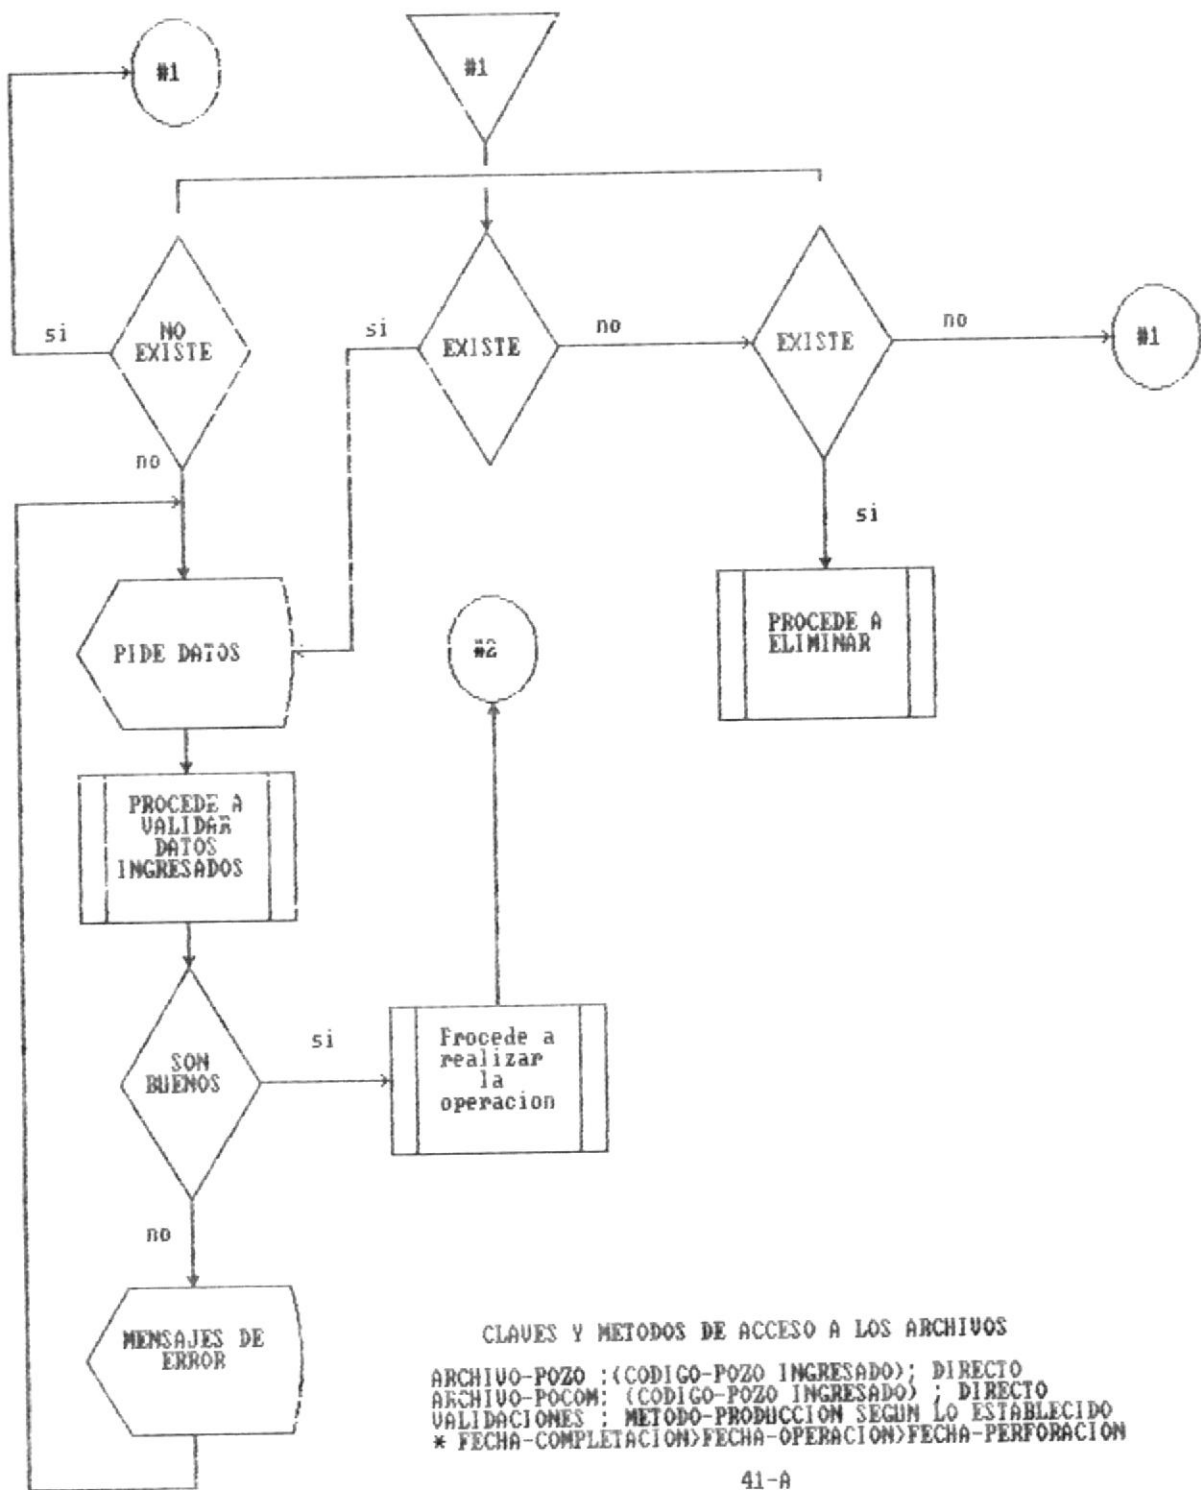 #1
#1
si
NO
EXISTE
si
EXISTE
no
EXISTE
no
#1
no
si
PIDE DATOS
#2
PROCEDE A
ELIMINAR
PROCEDE A
VALIDAR
DATOS
INGRESADOS
SON
BUENOS
si
Procede a
realizar
la
operacion
no
MENSAJES DE
ERROR
CLAVES Y METODOS DE ACCESO A LOS ARCHIVOS
ARCHIVO-POZO :(CODIGO-POZO INGRESADO); DIRECTO
ARCHIVO-POCOM: (CODIGO-POZO INGRESADO) ; DIRECTO
VALIDACIONES : METODO-PRODUCCION SEGUN LO ESTABLECIDO
* FECHA-COMPLETACION>FECHA-OPERACION>FECHA-PERFORACION
41-A